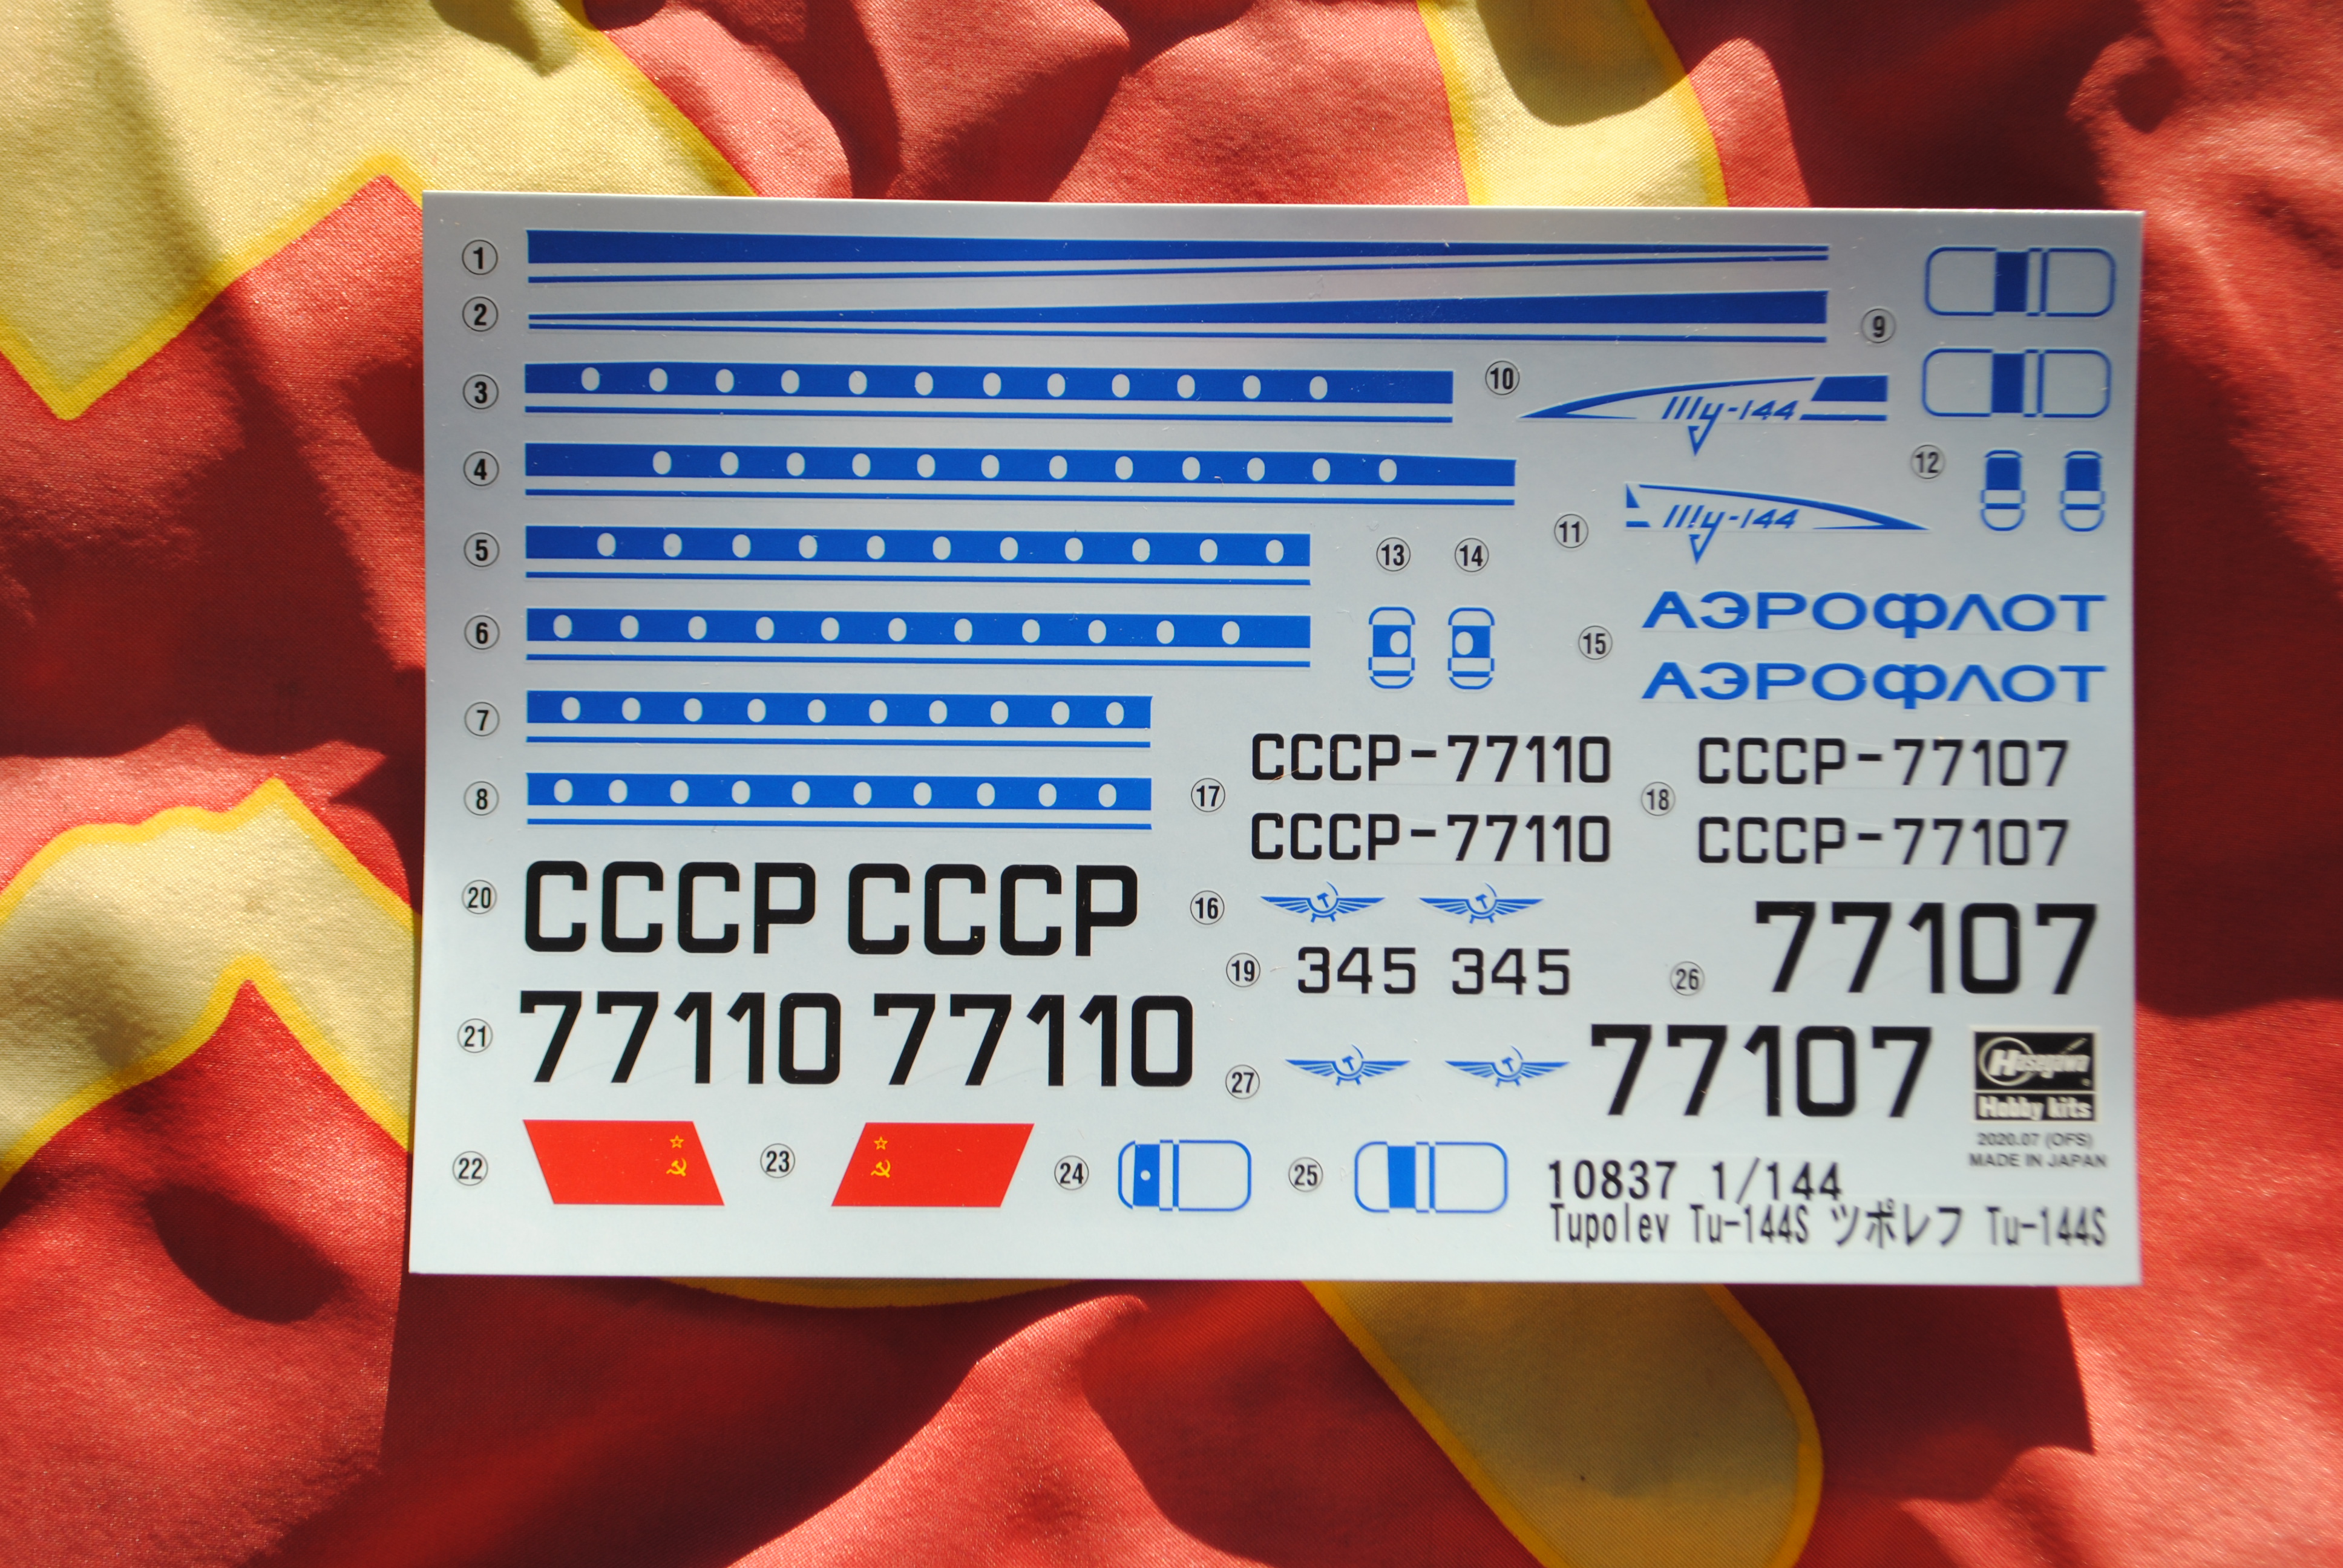 1
2
9
3
10
Ту-144
4
12
11
Ту-144
5
13
14
6
15
АЭРОФЛОТ
АЭРОФЛОТ
7
8
17
СССР-77110
СССР-77110
18
СССР-77107
СССР-77107
20
СССР СССР
16
19
345 345
26
77107
21
77110 77110
27
77107
Hasegawa
Hobby kits
2020.07 (OFS)
MADE IN JAPAN
22
23
24
25
10837 1/144
Tupolev Tu-144S ツポレフ Tu-144S